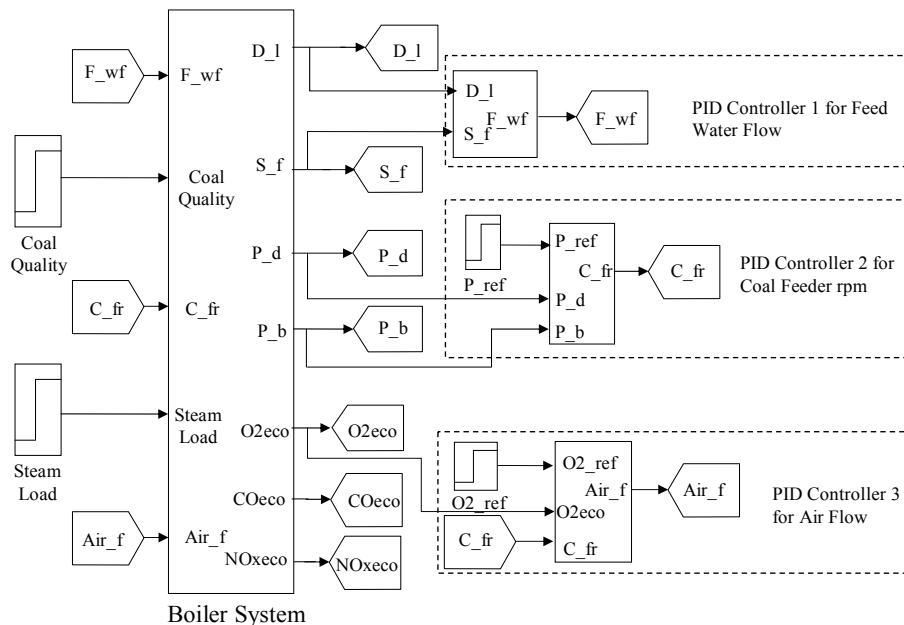 F_wf
F_wf
Coal
Quality
Coal
Quality
C_fr
C_fr
Steam
Load
Steam
Load
Air_f
Air_f
D_l
S_f
P_d
P_b
O2eco
COeco
NOxeco
Boiler System
D_l
S_f
P_d
P_b
O2eco
COeco
NOxeco
D_l
F_wf
S_f
F_wf
PID Controller 1 for Feed
Water Flow
P_ref
P_ref
C_fr
P_d
P_b
C_fr
PID Controller 2 for
Coal Feeder rpm
O2_ref
C_fr
O2_ref
Air_f
O2eco
C_fr
Air_f
PID Controller 3
for Air Flow